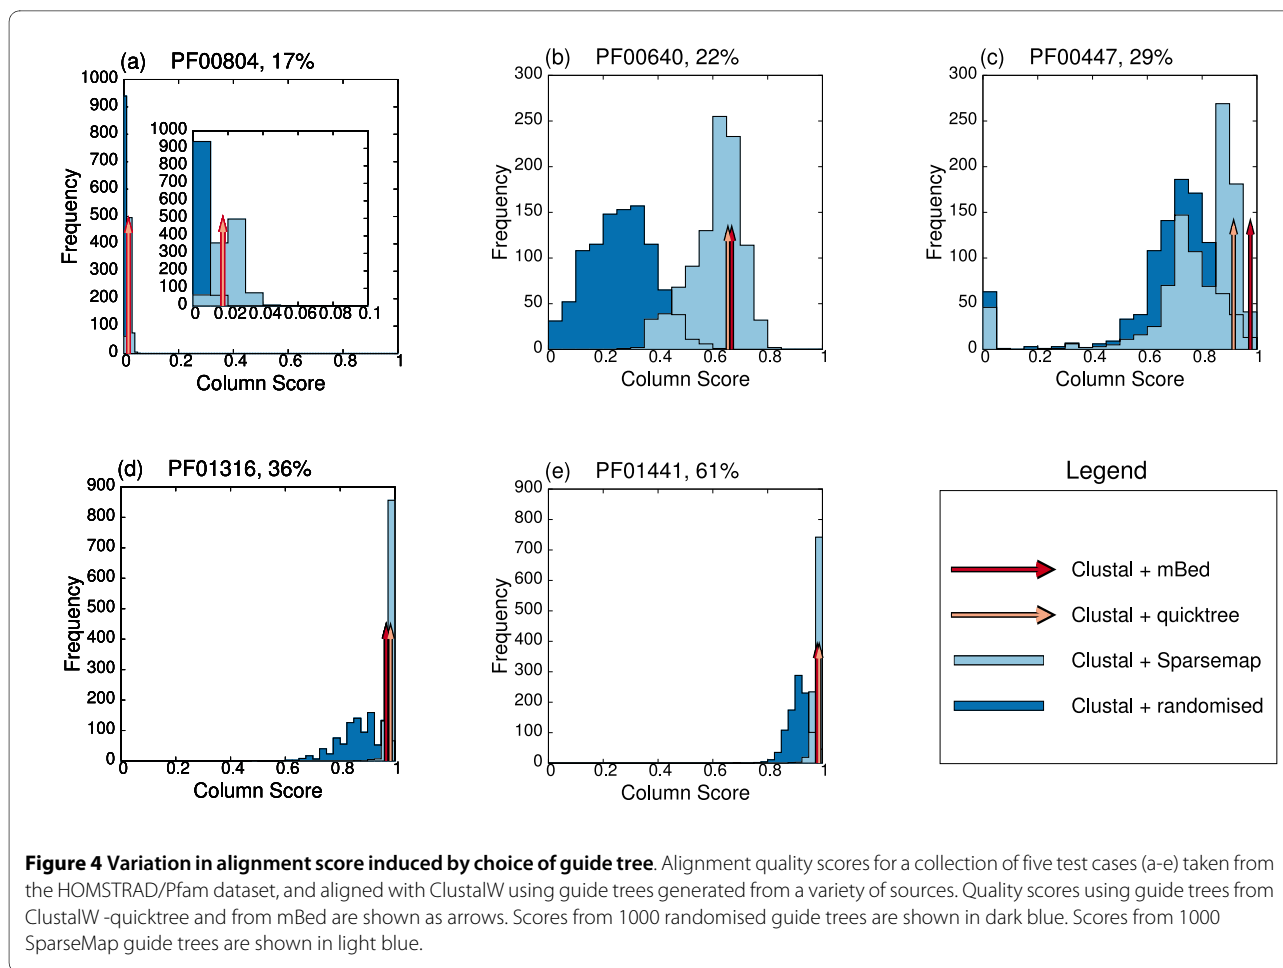 (a) PF00804, 17%
1000
900
800
700
600
500
400
300
200
100
0
Frequency
1000
900
800
700
600
500
400
300
200
100
0
0 0.02 0.04 0.06 0.08 0.1
0 0.2 0.4 0.6 0.8 1
Column Score
(b) PF00640, 22%
300
250
200
150
100
50
0
Frequency
0 0.2 0.4 0.6 0.8 1
Column Score
(c) PF00447, 29%
300
250
200
150
100
50
0
Frequency
0 0.2 0.4 0.6 0.8 1
Column Score
(d) PF01316, 36%
900
800
700
600
500
400
300
200
100
0
Frequency
0 0.2 0.4 0.6 0.8 1
Column Score
(e) PF01441, 61%
900
800
700
600
500
400
300
200
100
0
Frequency
0 0.2 0.4 0.6 0.8 1
Column Score
Legend
Clustal + mBed
Clustal + quicktree
Clustal + Sparsemap
Clustal + randomised
Figure 4 Variation in alignment score induced by choice of guide tree. Alignment quality scores for a collection of five test cases (a-e) taken from
the HOMSTRAD/Pfam dataset, and aligned with ClustalW using guide trees generated from a variety of sources. Quality scores using guide trees from
ClustalW -quicktree and from mBed are shown as arrows. Scores from 1000 randomised guide trees are shown in dark blue. Scores from 1000
SparseMap guide trees are shown in light blue.